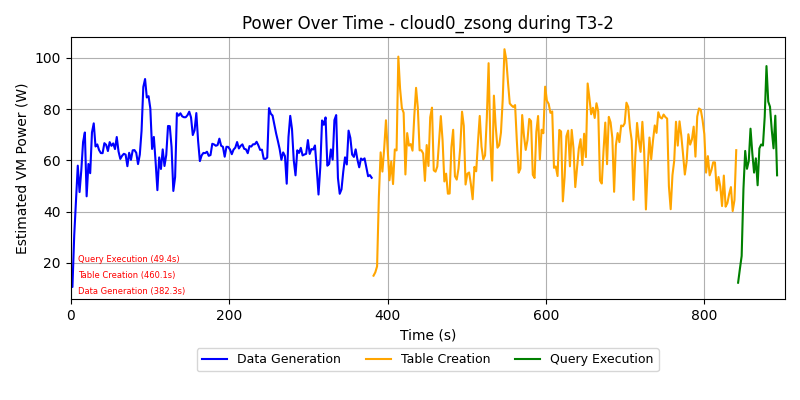 Power Over Time - cloud0_zsong during T3-2
Estimated VM Power (W)
100
80
60
40
20
Query Execution (49.4s)
Table Creation (460.1s)
Data Generation (382.3s)
0 200 400 600 800
Time (s)
Data Generation Table Creation Query Execution